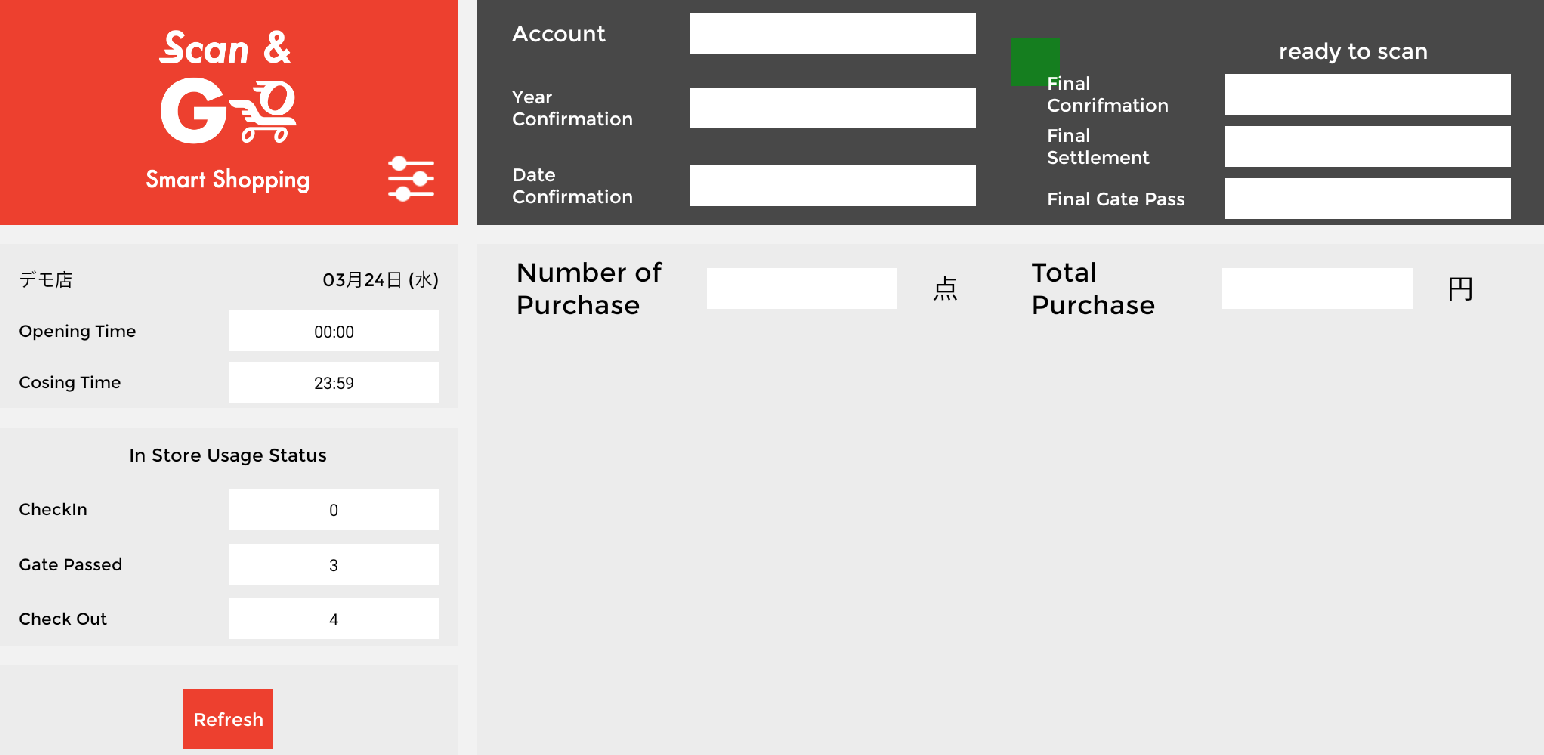 Scan &
GO
Smart Shopping
Account
Year
Confirmation
Date
Confirmation
ready to scan
Final
Conrifmation
Final
Settlement
Final Gate Pass
デモ店 03月24日 (水)
Opening Time 00:00
Cosing Time 23:59
In Store Usage Status
CheckIn 0
Gate Passed 3
Check Out 4
Refresh
Number of
Purchase
点
Total
Purchase
円